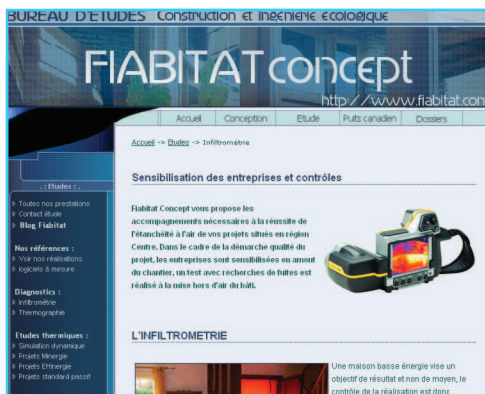 BUREAU D'ETUDES Construction et Ingénierie écologique
FIABITAT concept
http://www.fiabitat.com
Accueil Conception Etude Puits canadien Dossiers
Accueil -> Etudes -> Infiltrométrie
.: Etudes :.
Toutes nos prestations
Contact étude
Blog Fiabitat
Nos références :
Voir nos réalisations
logiciels & mesure
Diagnostics :
Infiltrométrie
Thermographie
Etudes thermiques :
Simulation dynamique
Projets Minergie
Projets Effinergie
Projets standard passif
Sensibilisation des entreprises et contrôles
Fiabitat Concept vous propose les
accompagnements nécessaires à la réussite de
l'étanchéité à l'air de vos projets situés en région
Centre. Dans le cadre de la démarche qualité du
projet, les entreprises sont sensibilisées en amont
du chantier, un test avec recherches de fuites est
réalisé à la mise hors d'air du bâti.
L'INFILTROMETRIE
Une maison basse énergie vise un
objectif de résultat et non de moyen, le
contrôle de la réalisation est donc